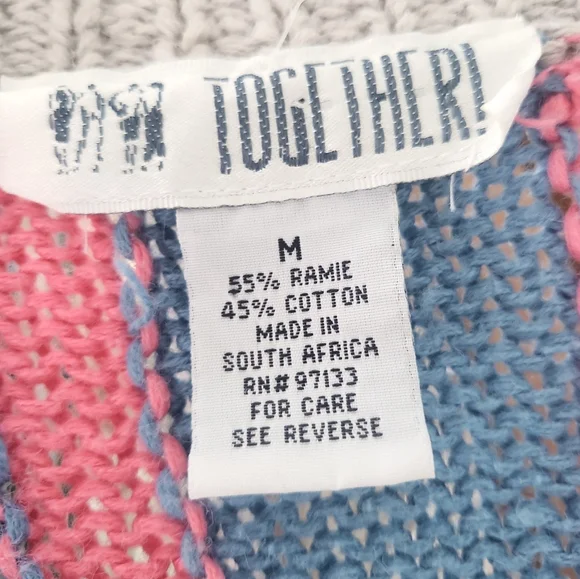 TOGETHER!
M
55% RAMIE
45% COTTON
MADE IN
SOUTH AFRICA
RN# 97133
FOR CARE
SEE REVERSE